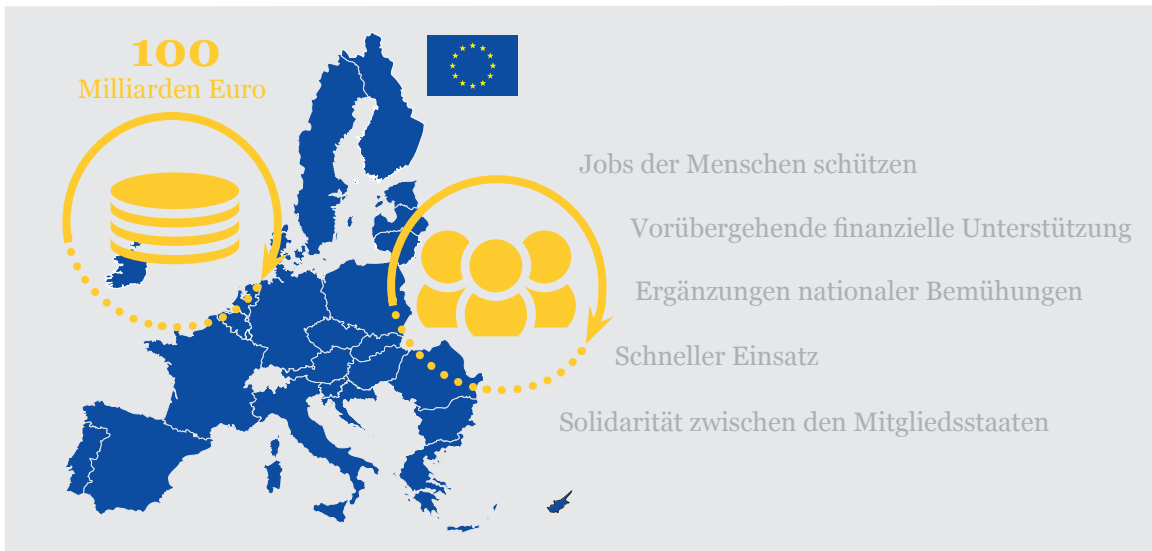 100
Milliarden Euro
Jobs der Menschen schützen
Vorübergehende finanzielle Unterstützung
Ergänzungen nationaler Bemühungen
Schneller Einsatz
Solidarität zwischen den Mitgliedsstaaten